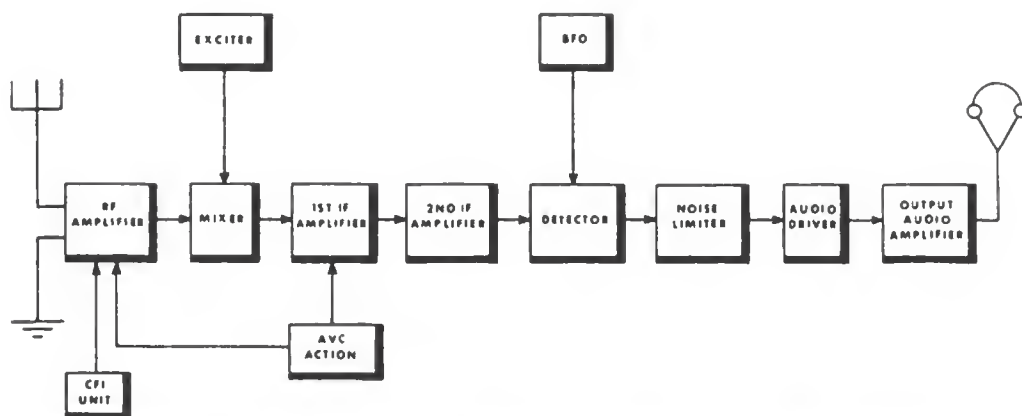 EXCITER
BFO
RF
AMPLIFIER
MIXER
1ST IF
AMPLIFIER
2ND IF
AMPLIFIER
DETECTOR
NOISE
LIMITER
AUDIO
DRIVER
OUTPUT
AUDIO
AMPLIFIER
AVC
ACTION
CFI
UNIT